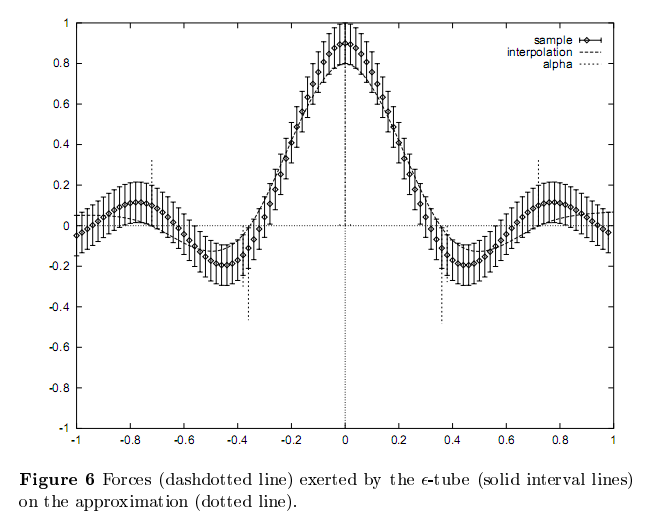 1
0.8
0.6
0.4
0.2
0
-0.2
-0.4
-0.6
-0.8
-1
-1 -0.8 -0.6 -0.4 -0.2 0 0.2 0.4 0.6 0.8 1
sample
interpolation
alpha
Figure 6 Forces (dashdotted line) exerted by the ϵ-tube (solid interval lines)
on the approximation (dotted line).